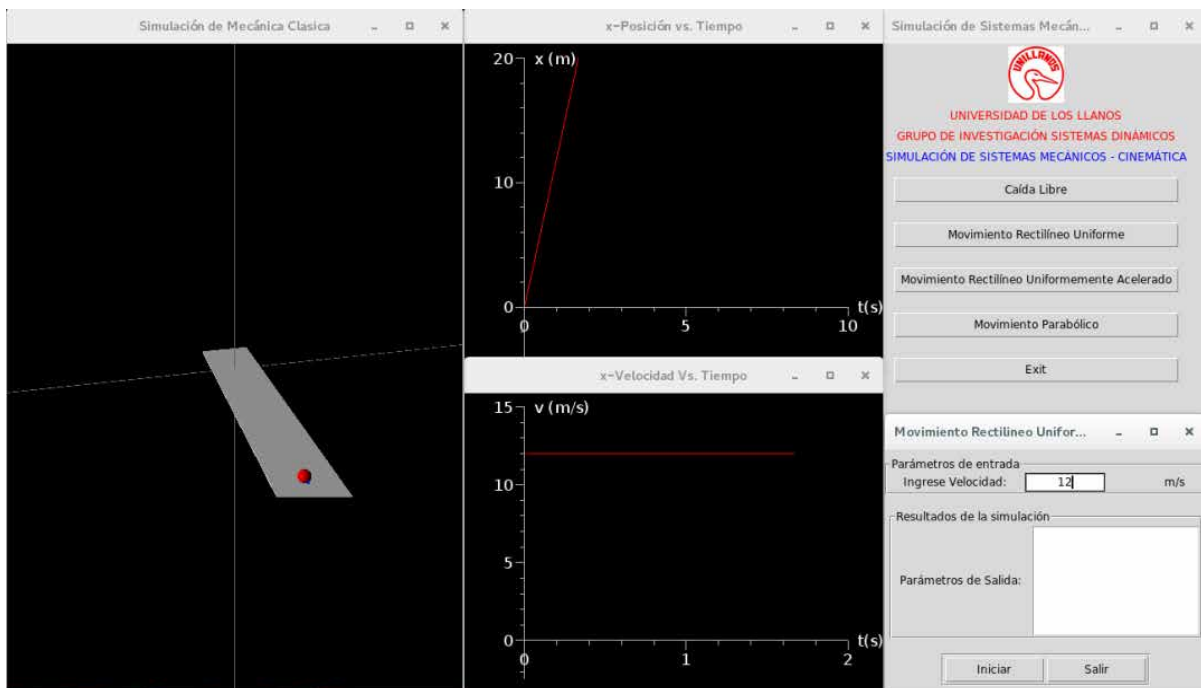 Simulación de Mecánica Clasica
x-Posición vs. Tiempo
20
x (m)
10
0
0
5
10
t(s)
x-Velocidad Vs. Tiempo
15
v (m/s)
10
5
0
0
1
2
t(s)
Simulación de Sistemas Mecán...
UNILLANOS
UNIVERSIDAD DE LOS LLANOS
GRUPO DE INVESTIGACIÓN SISTEMAS DINÁMICOS
SIMULACIÓN DE SISTEMAS MECÁNICOS - CINEMÁTICA
Caída Libre
Movimiento Rectilíneo Uniforme
Movimiento Rectilíneo Uniformemente Acelerado
Movimiento Parabólico
Exit
Movimiento Rectilineo Unifor...
Parámetros de entrada
Ingrese Velocidad: 12 m/s
Resultados de la simulación
Parámetros de Salida:
Iniciar
Salir